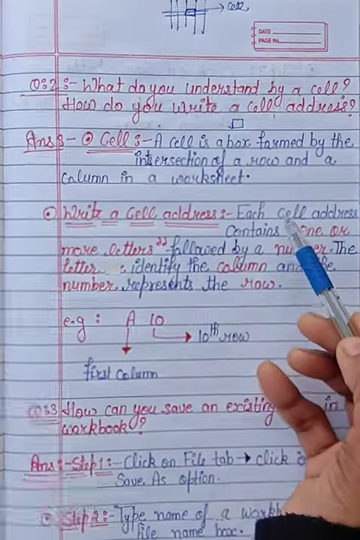 → cell
DATE
PAGE No.
Q:2:- What do you understand by a cell?
How do you write a cell address?
Ans:- ⊙ Cell:- A cell is a box formed by the
intersection of a row and a
column in a worksheet.
⊙ Write a Cell address:- Each cell address
contains one or
more letters" followed by a number. The
letter identify the column and the
number represents the row.
e.g : A 10
→ 10th row
first column
Q:3 How can you save an existing in
workbook?
Ans:- Step1:- Click on File tab → click
Save As option.
Step 2:- Type name of a
file name box.